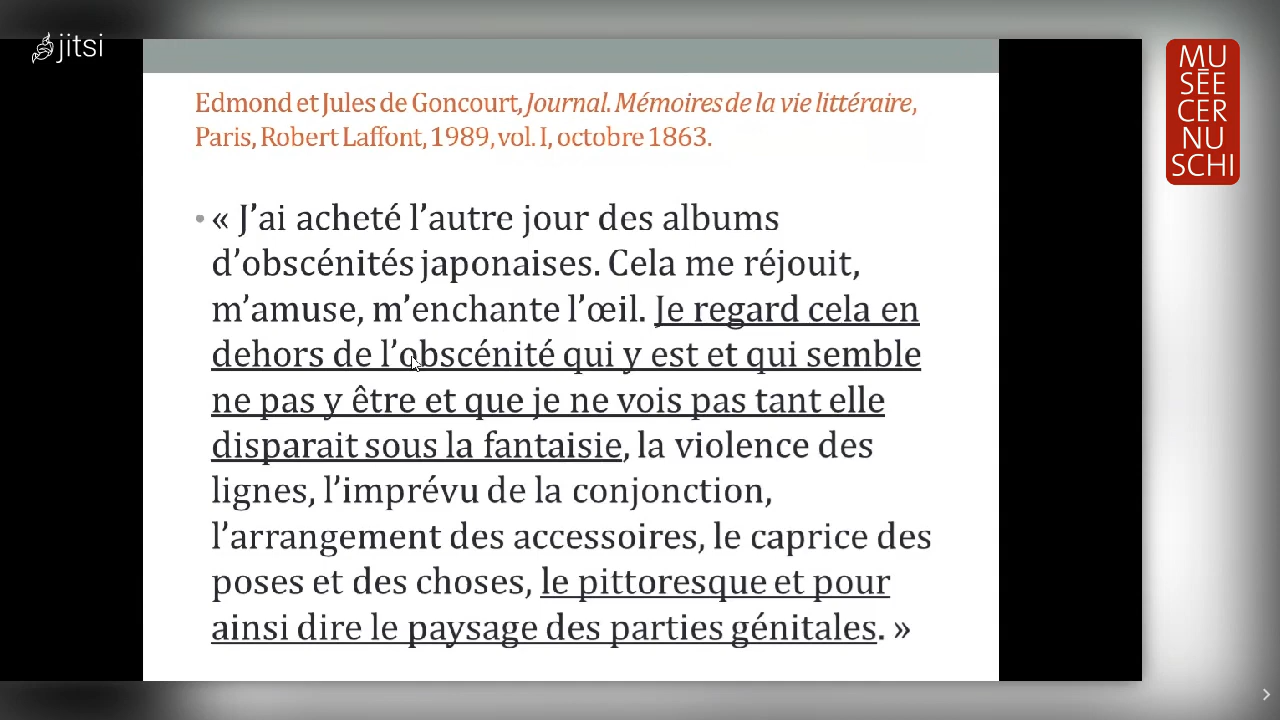 jitsi
MU
SÉE
CER
NU
SCHI
Edmond et Jules de Goncourt, Journal. Mémoires de la vie littéraire,
Paris, Robert Laffont, 1989, vol. I, octobre 1863.
• « J’ai acheté l’autre jour des albums
d’obscénités japonaises. Cela me réjouit,
m’amuse, m’enchante l’œil. Je regard cela en
dehors de l’obscénité qui y est et qui semble
ne pas y être et que je ne vois pas tant elle
disparait sous la fantaisie, la violence des
lignes, l’imprévu de la conjonction,
l’arrangement des accessoires, le caprice des
poses et des choses, le pittoresque et pour
ainsi dire le paysage des parties génitales. »